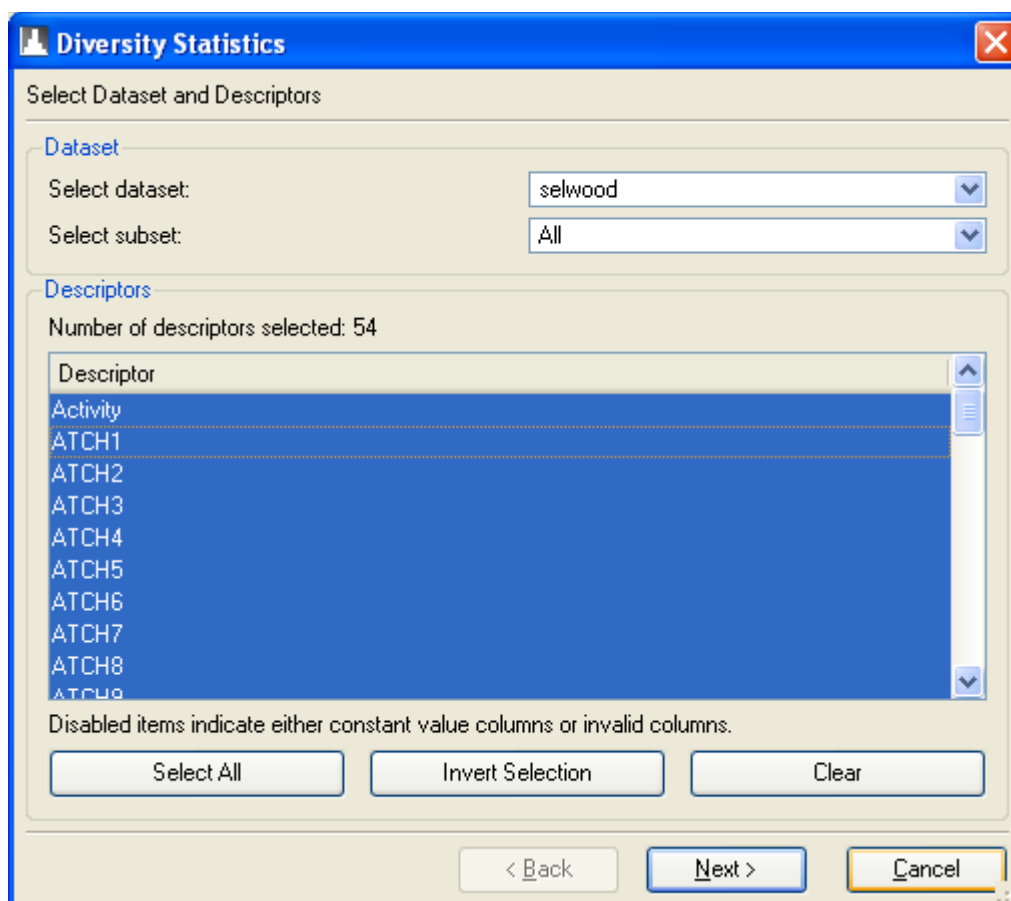 Diversity Statistics
Select Dataset and Descriptors
Dataset
Select dataset: selwood
Select subset: All
Descriptors
Number of descriptors selected: 54
Descriptor
Activity
ATCH1
ATCH2
ATCH3
ATCH4
ATCH5
ATCH6
ATCH7
ATCH8
ATCH9
Disabled items indicate either constant value columns or invalid columns.
Select All Invert Selection Clear
< Back Next > Cancel